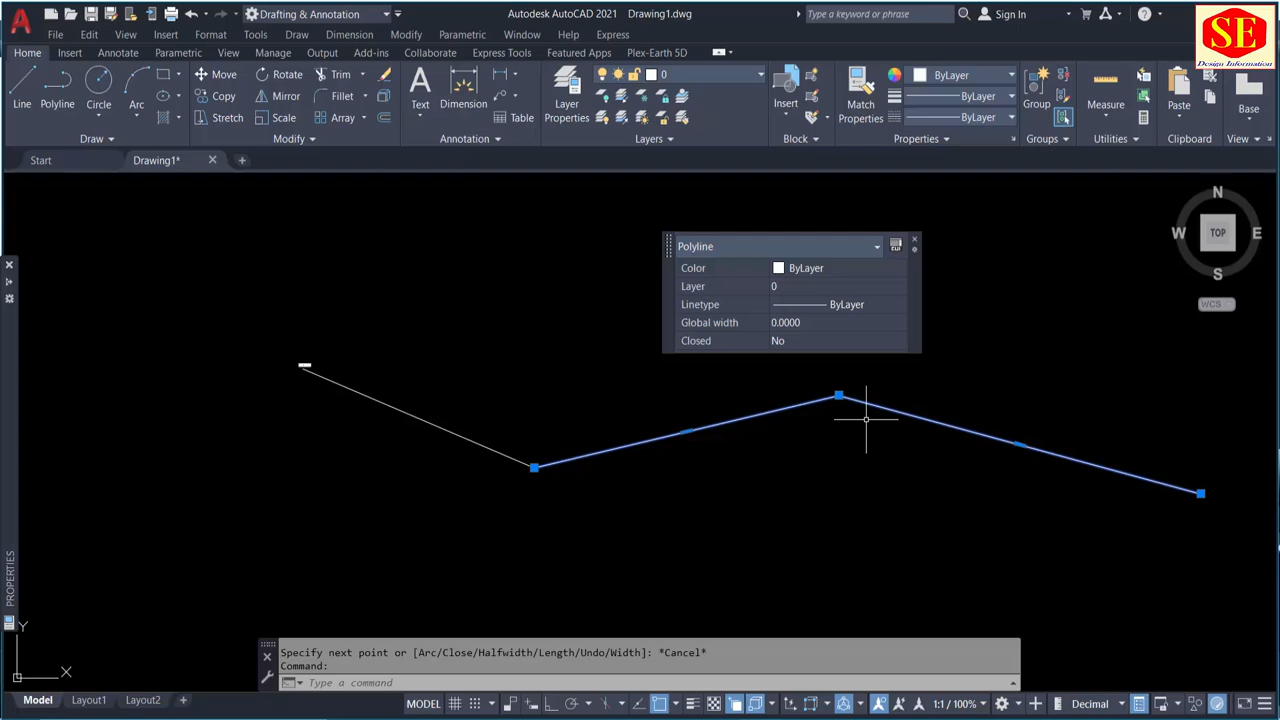 Drafting & Annotation
Autodesk AutoCAD 2021 Drawing1.dwg
Type a keyword or phrase
Sign In
SE
Design Information
File Edit View Insert Format Tools Draw Dimension Modify Parametric Window Help Express
Home Insert Annotate Parametric View Manage Output Add-ins Collaborate Express Tools Featured Apps Plex-Earth 5D
Line Polyline Circle Arc
Move Rotate Trim
Copy Mirror Fillet
Stretch Scale Array
Text Dimension Table
Layer
Properties
0
Insert
Match
Properties
ByLayer
ByLayer
ByLayer
Group
Measure
Paste
Base
Draw Modify Annotation Layers Block Properties Groups Utilities Clipboard View
Start Drawing1*
N
W TOP E
S
WCS
Polyline
CUI
Color ByLayer
Layer 0
Linetype ByLayer
Global width 0.0000
Closed No
PROPERTIES
Y
X
Specify next point or [Arc/Close/Halfwidth/Length/Undo/Width]: *Cancel*
Command:
Type a command
Model Layout1 Layout2
MODEL
1:1 / 100%
Decimal